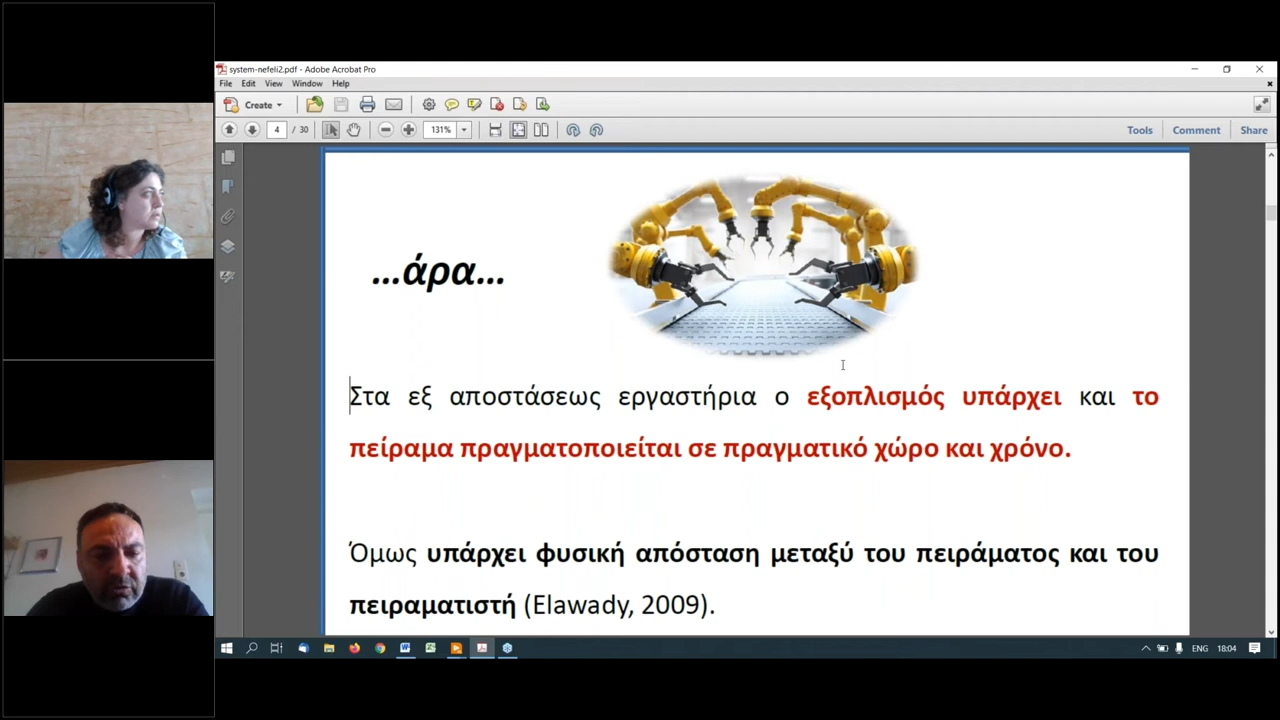 system-nefeli2.pdf - Adobe Acrobat Pro
File Edit View Window Help
Create
4 / 30 131% Tools Comment Share
...άρα...
Στα εξ αποστάσεως εργαστήρια ο εξοπλισμός υπάρχει και το
πείραμα πραγματοποιείται σε πραγματικό χώρο και χρόνο.
Όμως υπάρχει φυσική απόσταση μεταξύ του πειράματος και του
πειραματιστή (Elawady, 2009).
ENG 18:04